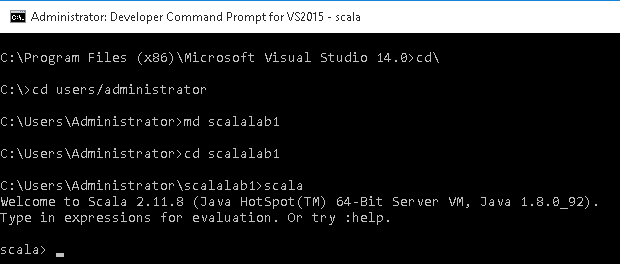 Administrator: Developer Command Prompt for VS2015 - scala
C:\Program Files (x86)\Microsoft Visual Studio 14.0>cd\
C:\>cd users/administrator
C:\Users\Administrator>md scalalab1
C:\Users\Administrator>cd scalalab1
C:\Users\Administrator\scalalab1>scala
Welcome to Scala 2.11.8 (Java HotSpot(TM) 64-Bit Server VM, Java 1.8.0_92).
Type in expressions for evaluation. Or try :help.
scala> _